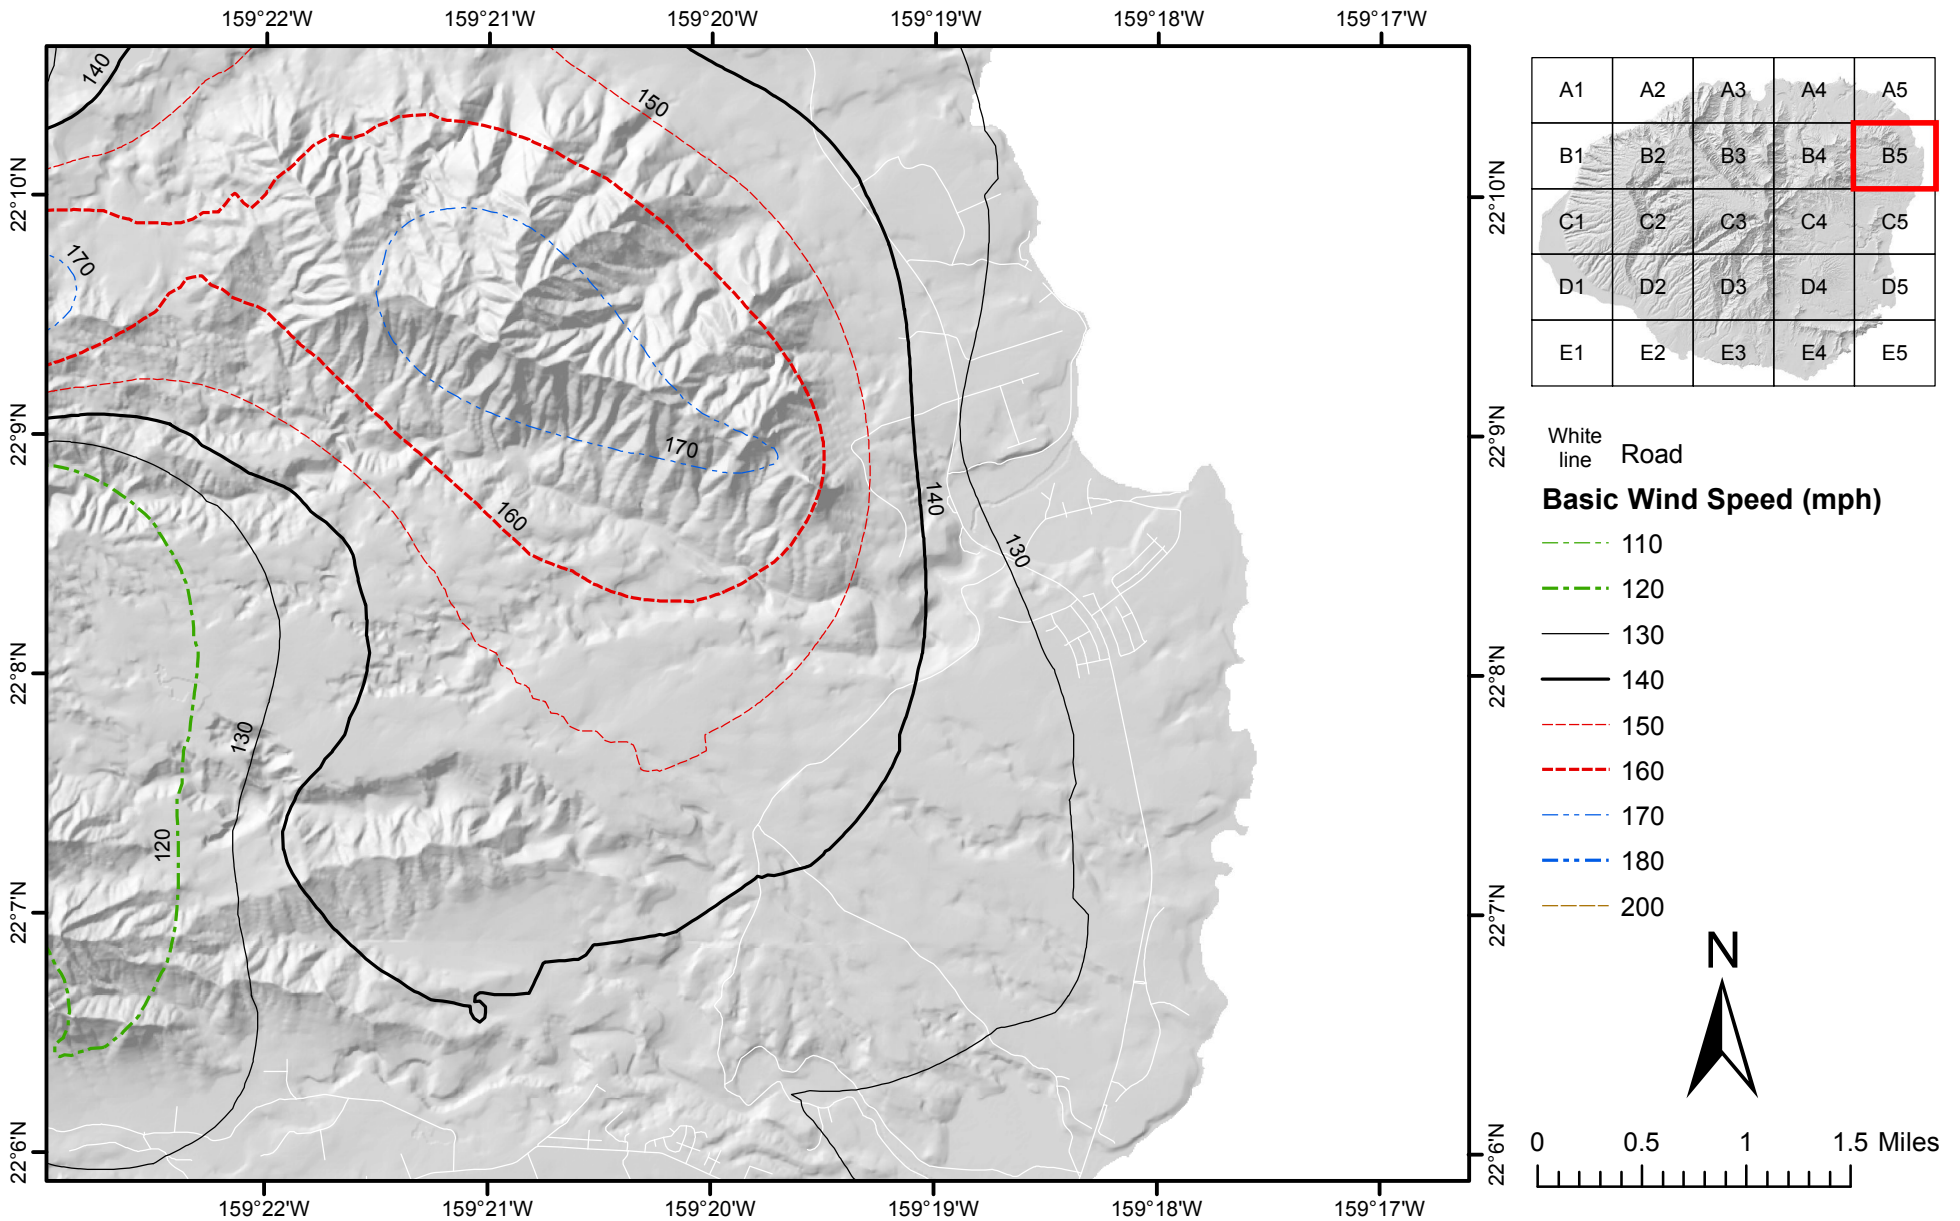 159°22'W 159°21'W 159°20'W 159°19'W 159°18'W 159°17'W
22°10'N
22°9'N
22°8'N
22°7'N
22°6'N
140
150
170
170
160
140
130
130
120
22°10'N
22°9'N
22°8'N
22°7'N
22°6'N
159°22'W 159°21'W 159°20'W 159°19'W 159°18'W 159°17'W
A1 A2 A3 A4 A5
B1 B2 B3 B4 B5
C1 C2 C3 C4 C5
D1 D2 D3 D4 D5
E1 E2 E3 E4 E5
White
line Road
Basic Wind Speed (mph)
110
120
130
140
150
160
170
180
200
N
0 0.5 1 1.5 Miles